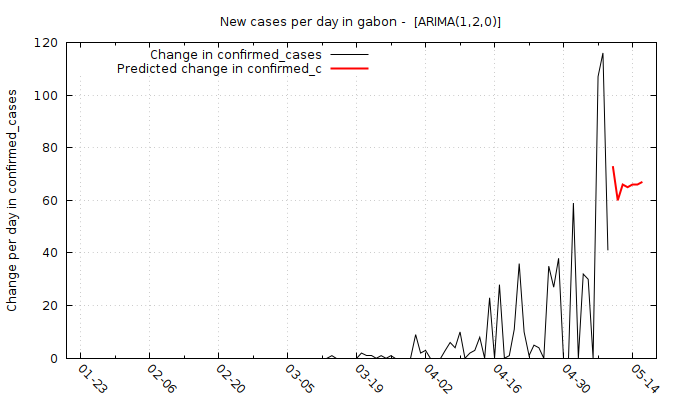 New cases per day in gabon -  [ARIMA(1,2,0)]
Change in confirmed_cases
Predicted change in confirmed_c
Change per day in confirmed_cases
120
100
80
60
40
20
0
01-23 02-06 02-20 03-05 03-19 04-02 04-16 04-30 05-14